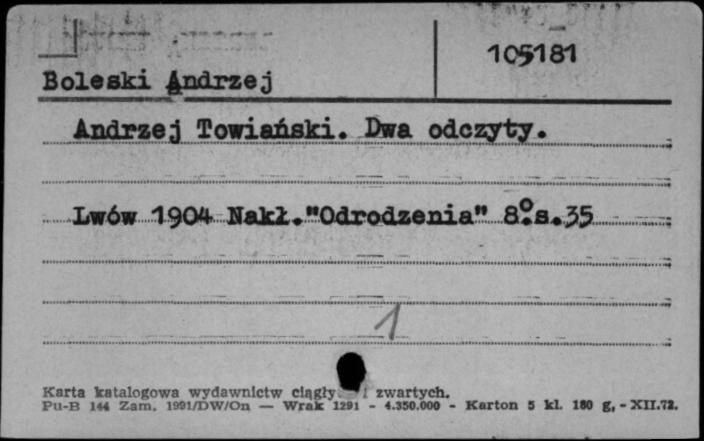 105181
Boleski Andrzej
Andrzej Towiański. Dwa odczyty.
Lwów 1904 Nakł."Odrodzenia" 8° s.35
1
Karta katalogowa wydawnictw ciągły i zwartych.
Pu-B 144 Zam. 1991/DW/On — Wrak 1291 - 4.350.000 - Karton 5 kl. 180 g, - XII.72.